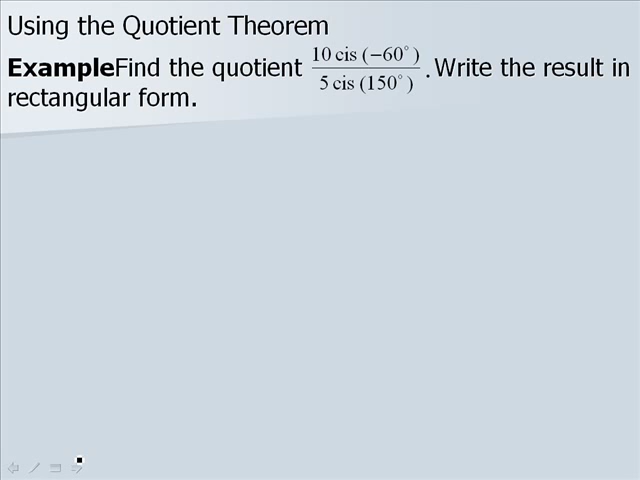 Using the Quotient Theorem
ExampleFind the quotient \frac{10 cis (−60°)}{5 cis (150°)}. Write the result in
rectangular form.